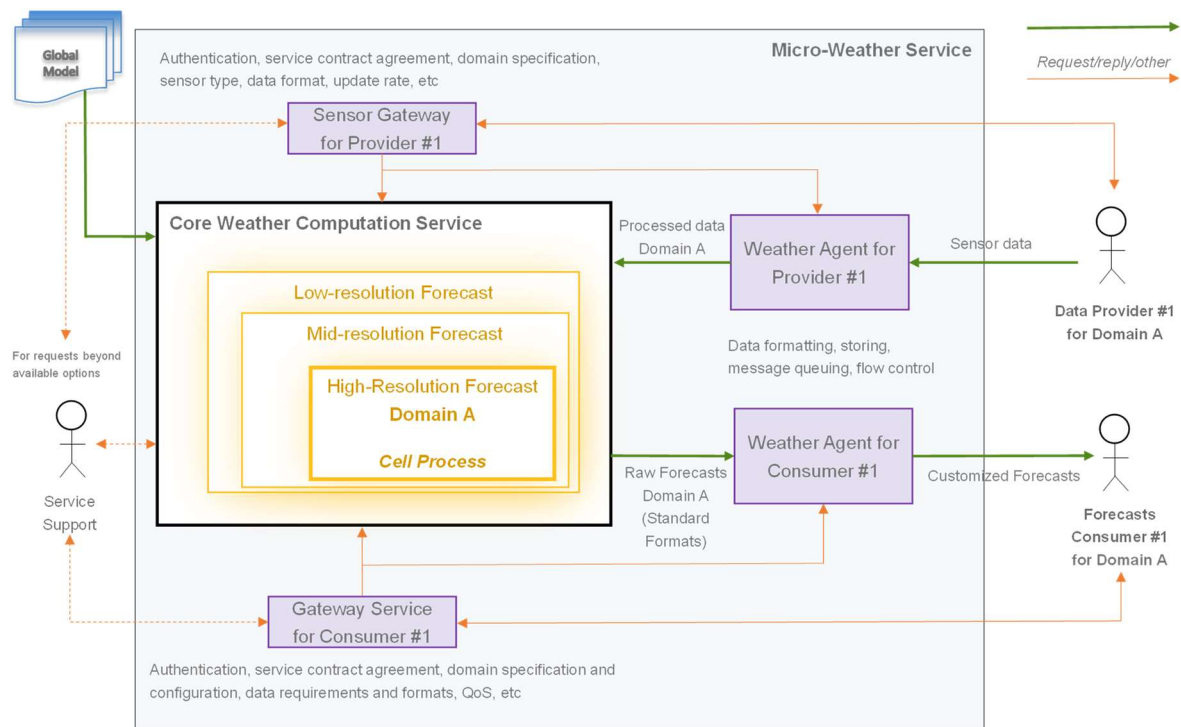 Global
Model
Micro-Weather Service
Authentication, service contract agreement, domain specification,
sensor type, data format, update rate, etc
Request/reply/other
Sensor Gateway
for Provider #1
Core Weather Computation Service
Processed data
Domain A
Weather Agent for
Provider #1
Sensor data
Low-resolution Forecast
Mid-resolution Forecast
High-Resolution Forecast
Domain A
Cell Process
Data Provider #1
for Domain A
For requests beyond
available options
Data formatting, storing,
message queuing, flow control
Service
Support
Raw Forecasts
Domain A
(Standard
Formats)
Weather Agent for
Consumer #1
Customized Forecasts
Forecasts
Consumer #1
for Domain A
Gateway Service
for Consumer #1
Authentication, service contract agreement, domain specification and
configuration, data requirements and formats, QoS, etc